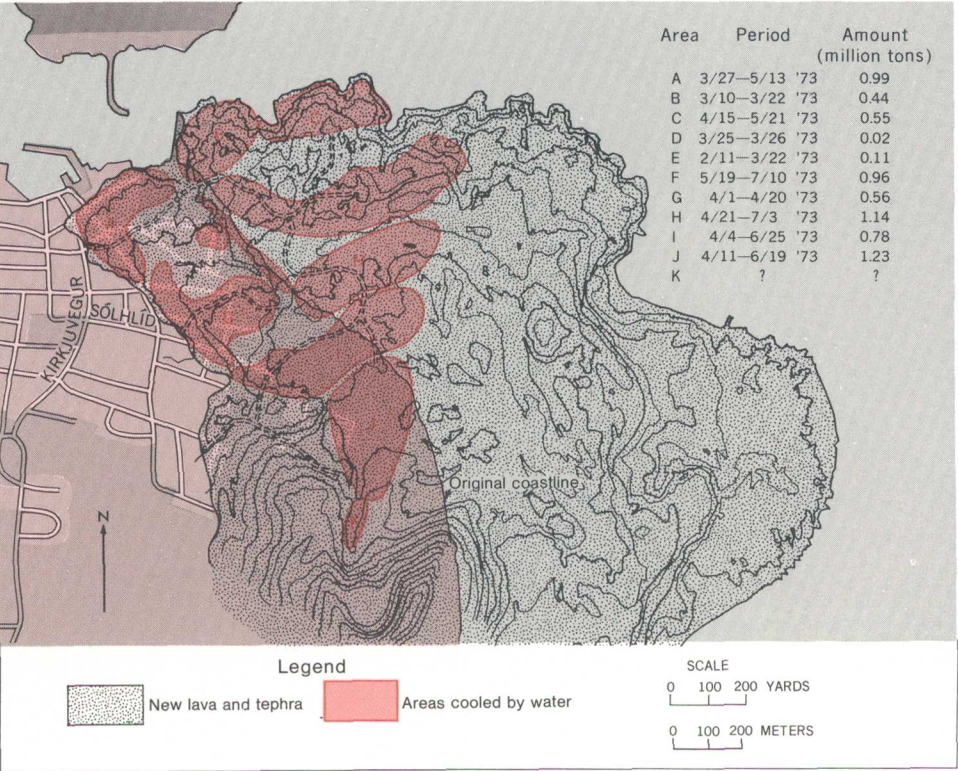 Area Period Amount
(million tons)
A 3/27—5/13 '73 0.99
B 3/10—3/22 '73 0.44
C 4/15—5/21 '73 0.55
D 3/25—3/26 '73 0.02
E 2/11—3/22 '73 0.11
F 5/19—7/10 '73 0.96
G 4/1—4/20 '73 0.56
H 4/21—7/3 '73 1.14
I 4/4—6/25 '73 0.78
J 4/11—6/19 '73 1.23
K ? ?
KIRKJUVEGUR
SÓLHLÍD
Original coastline
N
Legend
New lava and tephra
Areas cooled by water
SCALE
0 100 200 YARDS
0 100 200 METERS